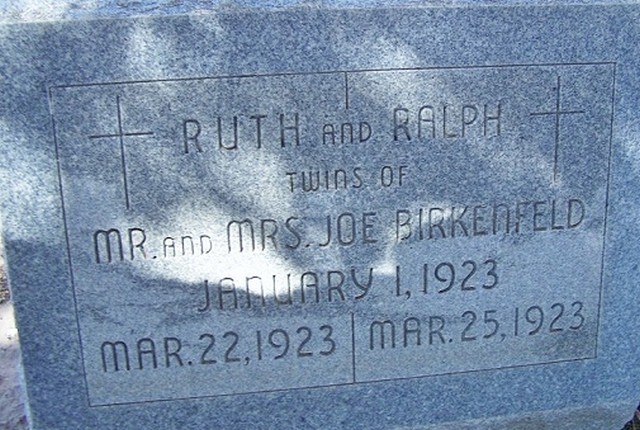 RUTH AND RALPH
TWINS OF
MR. AND MRS. JOE BIRKENFELD
JANUARY 1, 1923
MAR. 22, 1923 MAR. 25, 1923